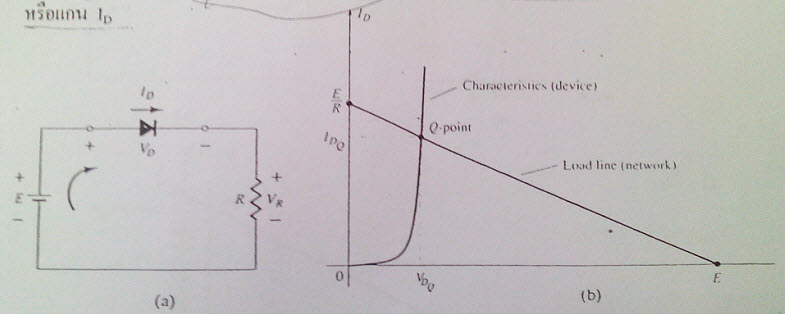 หรือแกน I_D
I_D
+
V_D
−
+
E
−
R
+
V_R
−
(a)
I_D
Characteristics (device)
E
R
Q-point
I_DQ
Load line (network)
0
V_DQ
E
(b)